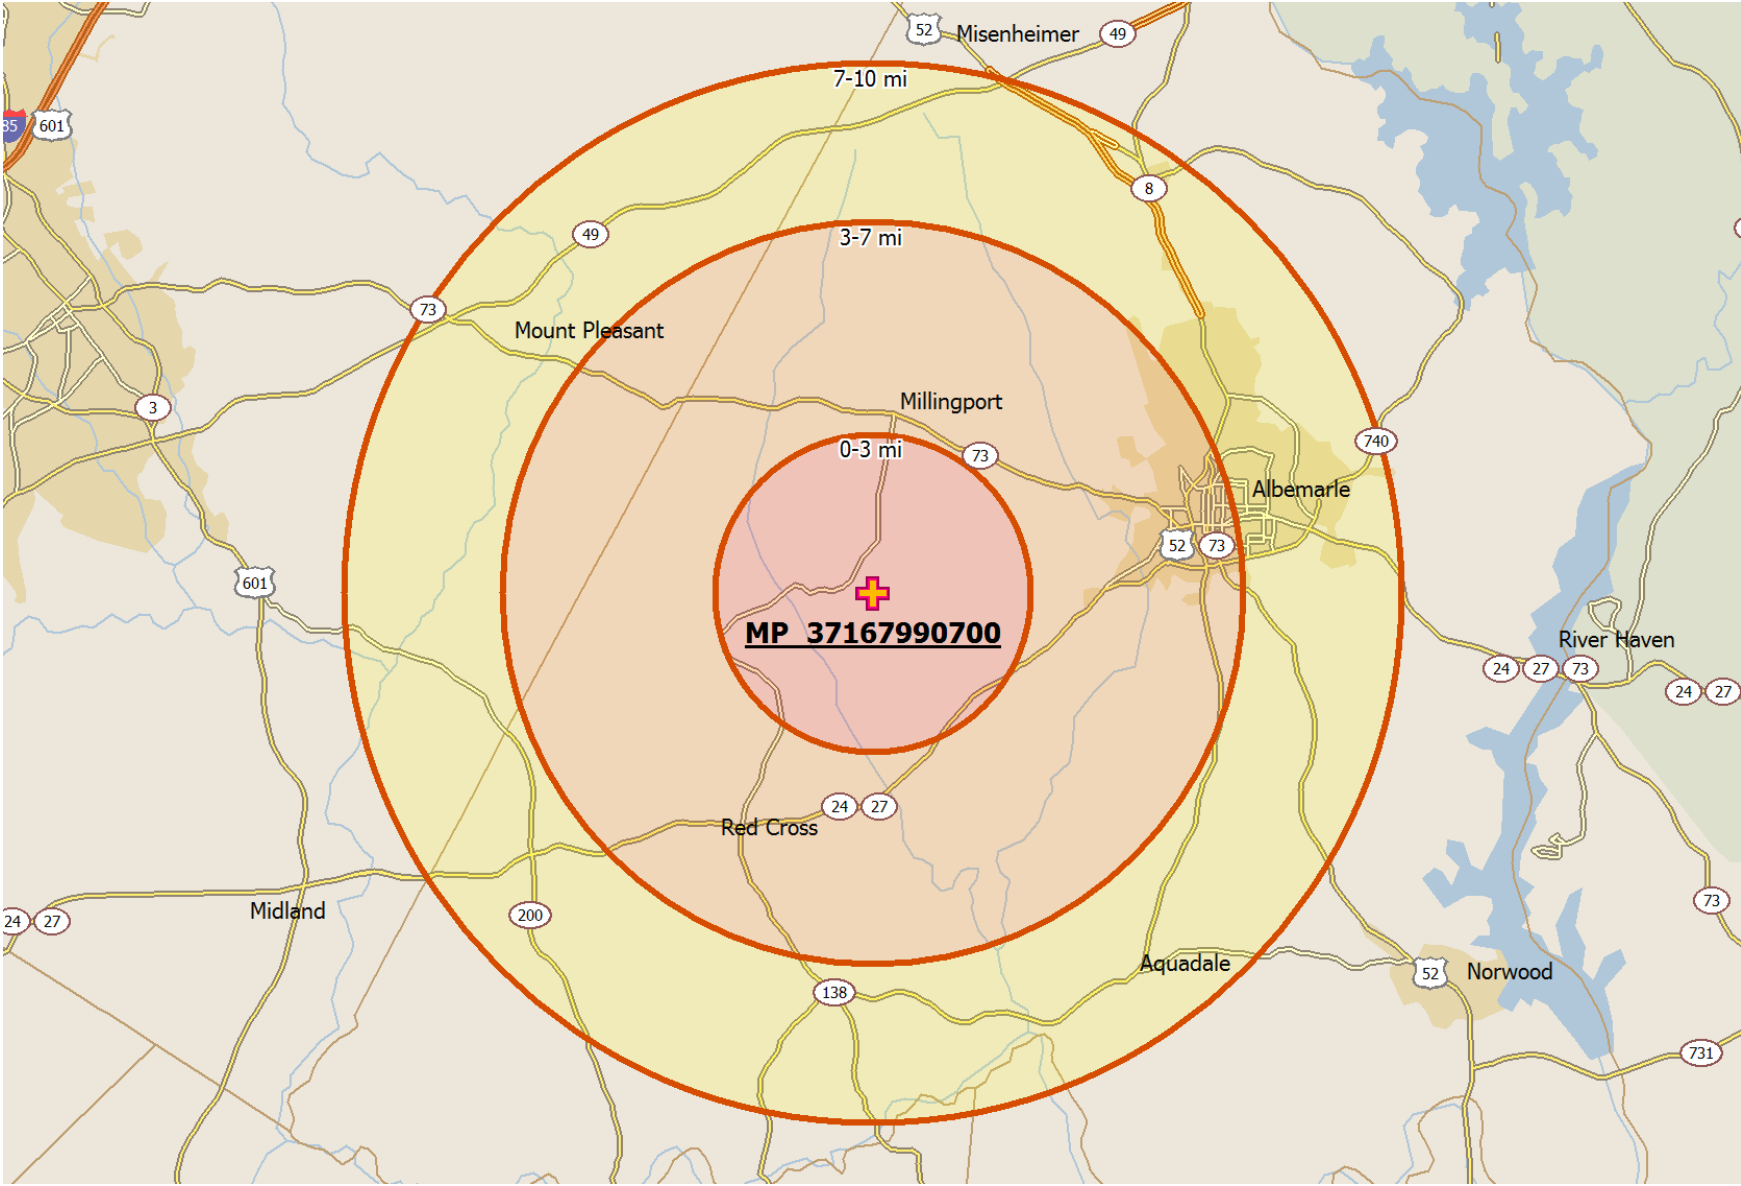 52
Misenheimer
49
7-10 mi
85
601
8
49
3-7 mi
73
Mount Pleasant
3
Millingport
740
0-3 mi
73
Albemarle
52
73
601
MP_37167990700
River Haven
24
27
73
24
27
24
27
Red Cross
Midland
200
73
24
27
Aquadale
52
Norwood
138
731